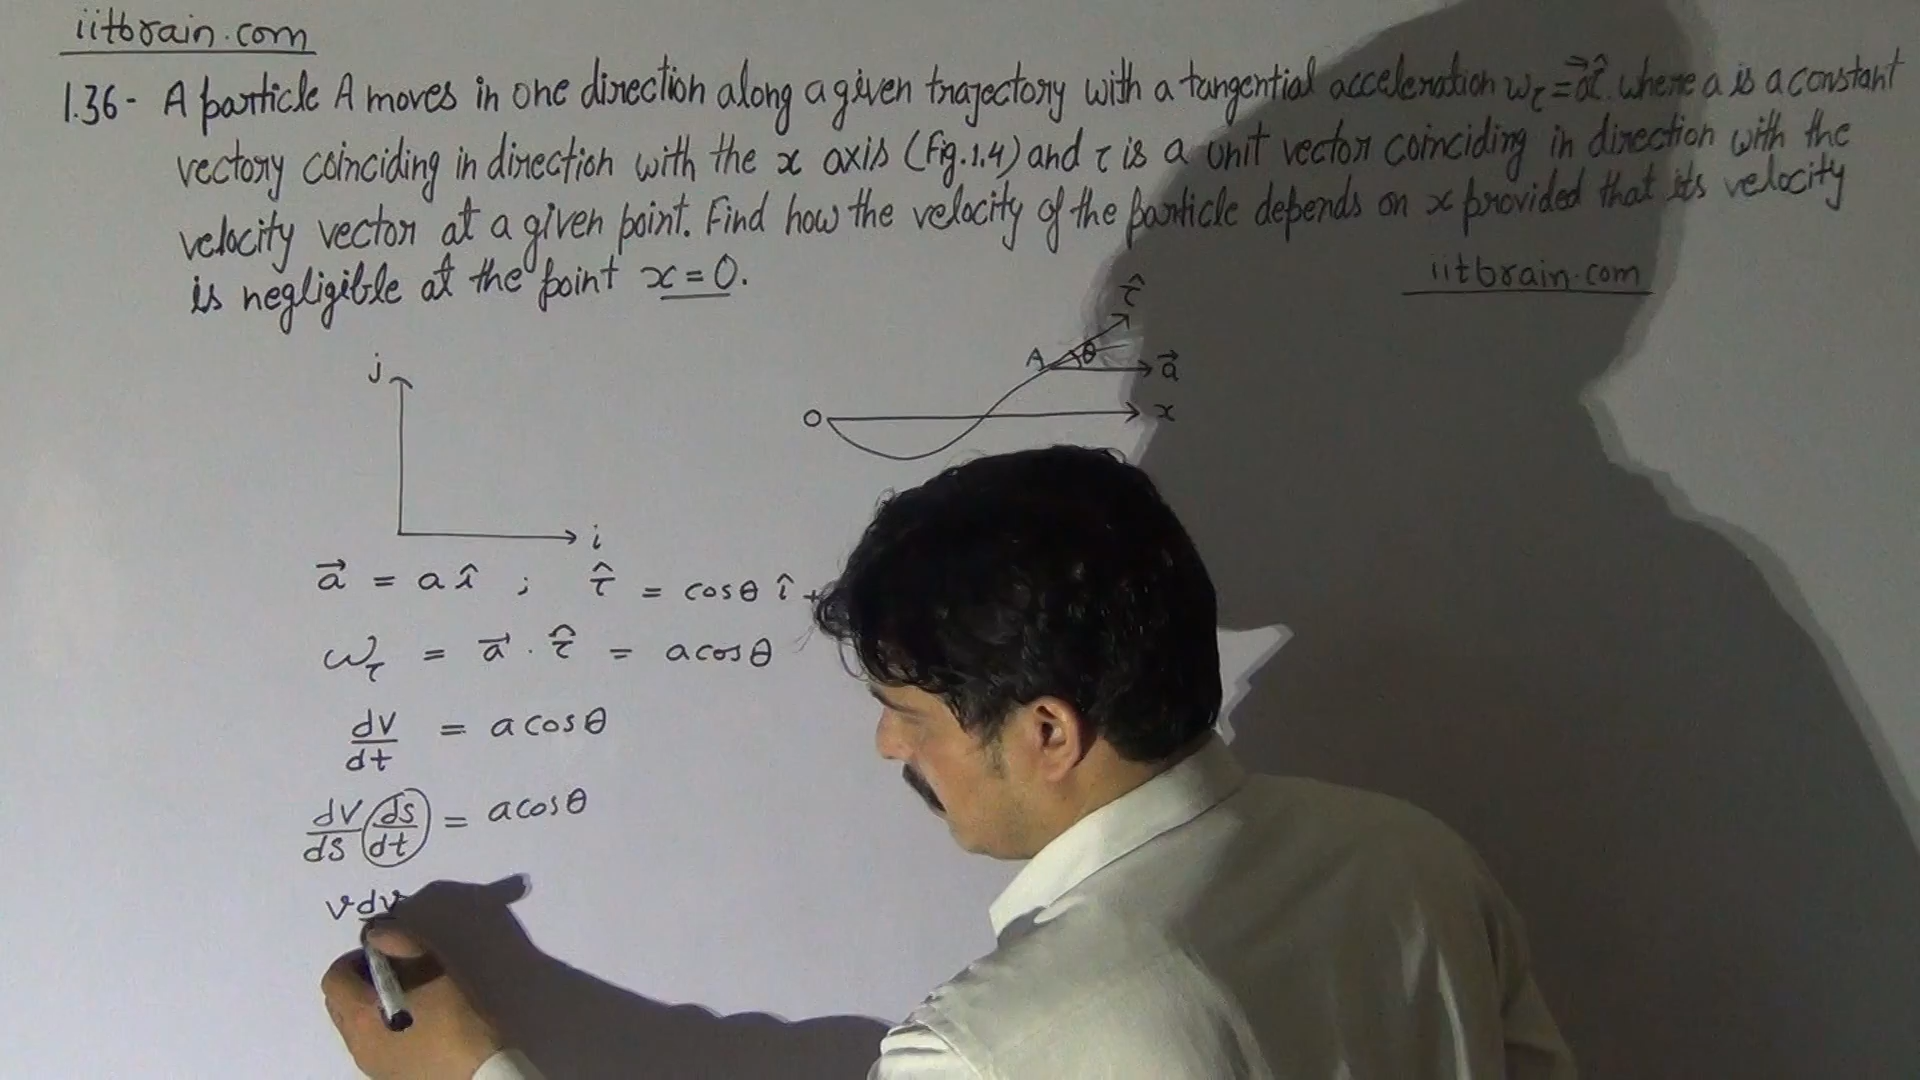 iitbrain.com
1.36- A particle A moves in one direction along a given trajectory with a tangential acceleration ω_τ = a⃗τ̂. where a is a constant
vectory coinciding in direction with the x axis (Fig.1.4) and τ is a unit vector coinciding in direction with the
velocity vector at a given point. Find how the velocity of the particle depends on x provided that its velocity
is negligible at the point x = 0.
iitbrain.com
τ̂
A θ a⃗
O x
j
i
a⃗ = a î ; τ̂ = cosθ î +
ω_τ = a⃗ . τ̂ = a cosθ
dv/dt = a cosθ
dv/ds ds/dt = a cosθ
v dv